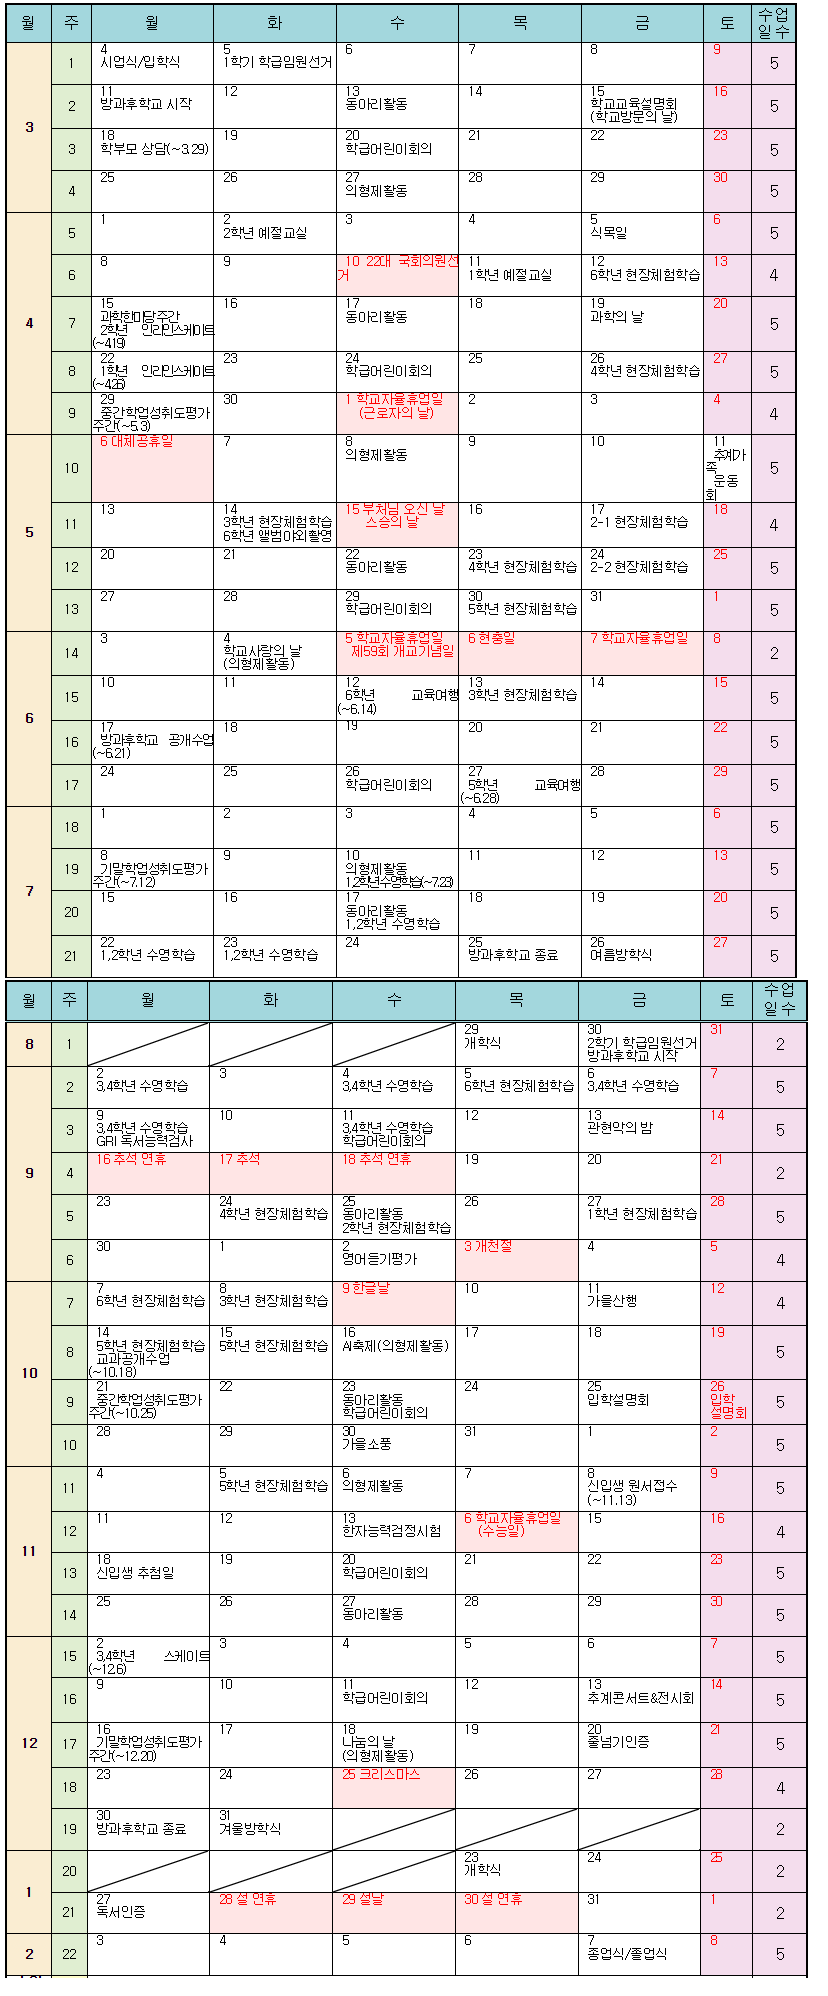 월 주 월 화 수 목 금 토 수업
일수
3 1 4 5 6 7 8 9 5
시업식/입학식 1학기 학급임원선거
2 11 12 13 14 15 16 5
방과후학교 시작 동아리활동 학교교육설명회
(학교방문의 날)
3 18 19 20 21 22 23 5
학부모 상담(~3.29) 학급어린이회의
4 25 26 27 28 29 30 5
의형제활동
4 5 1 2 3 4 5 6 5
2학년 예절교실 식목일
6 8 9 10 22대 국회의원선 11 12 13 4
거 1학년 예절교실 6학년 현장체험학습
7 15 16 17 18 19 20 5
과학한마당주간 동아리활동 과학의 날
2학년 인라인스케이트
(~4.19)
8 22 23 24 25 26 27 5
1학년 인라인스케이트 학급어린이회의 4학년 현장체험학습
(~4.26)
9 29 30 1 학교자율휴업일 2 3 4 4
중간학업성취도평가 (근로자의 날)
주간(~5.3)
5 10 6 대체공휴일 7 8 9 10 11 5
의형제활동 추계가
족
운동
회
11 13 14 15 부처님 오신 날 16 17 18 4
3학년 현장체험학습 스승의 날 2-1 현장체험학습
6학년 앨범야외촬영
12 20 21 22 23 24 25 5
동아리활동 4학년 현장체험학습 2-2 현장체험학습
13 27 28 29 30 31 1 5
학급어린이회의 5학년 현장체험학습
6 14 3 4 5 학교자율휴업일 6 현충일 7 학교자율휴업일 8 2
학교사랑의 날 제59회 개교기념일
(의형제활동)
15 10 11 12 13 14 15 5
6학년 교육여행 3학년 현장체험학습
(~6.14)
16 17 18 19 20 21 22 5
방과후학교 공개수업
(~6.21)
17 24 25 26 27 28 29 5
학급어린이회의 5학년 교육여행
(~6.28)
7 18 1 2 3 4 5 6 5
19 8 9 10 11 12 13 5
기말학업성취도평가 의형제활동
주간(~7.12) 1,2학년수영학습(~7.23)
20 15 16 17 18 19 20 5
동아리활동
1,2학년 수영학습
21 22 23 24 25 26 27 5
1,2학년 수영학습 1,2학년 수영학습 방과후학교 종료 여름방학식
월 주 월 화 수 목 금 토 수업
일수
8 1 29 30 31 2
개학식 2학기 학급임원선거
방과후학교 시작
9 2 2 3 4 5 6 7 5
3,4학년 수영학습 3,4학년 수영학습 6학년 현장체험학습 3,4학년 수영학습
3 9 10 11 12 13 14 5
3,4학년 수영학습 3,4학년 수영학습 관현악의 밤
GRI 독서능력검사 학급어린이회의
4 16 추석 연휴 17 추석 18 추석 연휴 19 20 21 2
5 23 24 25 26 27 28 5
4학년 현장체험학습 동아리활동 1학년 현장체험학습
2학년 현장체험학습
6 30 1 2 3 개천절 4 5 4
영어듣기평가
10 7 7 8 9 한글날 10 11 12 4
6학년 현장체험학습 3학년 현장체험학습 가을산행
8 14 15 16 17 18 19 5
5학년 현장체험학습 5학년 현장체험학습 AI축제(의형제활동)
교과공개수업
(~10.18)
9 21 22 23 24 25 26 5
중간학업성취도평가 동아리활동 입학설명회 입학
주간(~10.25) 학급어린이회의 설명회
10 28 29 30 31 1 2 5
가을소풍
11 11 4 5 6 7 8 9 5
5학년 현장체험학습 의형제활동 신입생 원서접수
(~11.13)
12 11 12 13 6 학교자율휴업일 15 16 4
한자능력검정시험 (수능일)
13 18 19 20 21 22 23 5
신입생 추첨일 학급어린이회의
14 25 26 27 28 29 30 5
동아리활동
12 15 2 3 4 5 6 7 5
3,4학년 스케이트
(~12.6)
16 9 10 11 12 13 14 5
학급어린이회의 추계콘서트&전시회
17 16 17 18 19 20 21 5
기말학업성취도평가 나눔의 날 줄넘기인증
주간(~12.20) (의형제활동)
18 23 24 25 크리스마스 26 27 28 4
19 30 31 2
방과후학교 종료 겨울방학식
1 20 23 24 25 2
개학식
21 27 28 설 연휴 29 설날 30 설 연휴 31 1 2
독서인증
2 22 3 4 5 6 7 8 5
종업식/졸업식